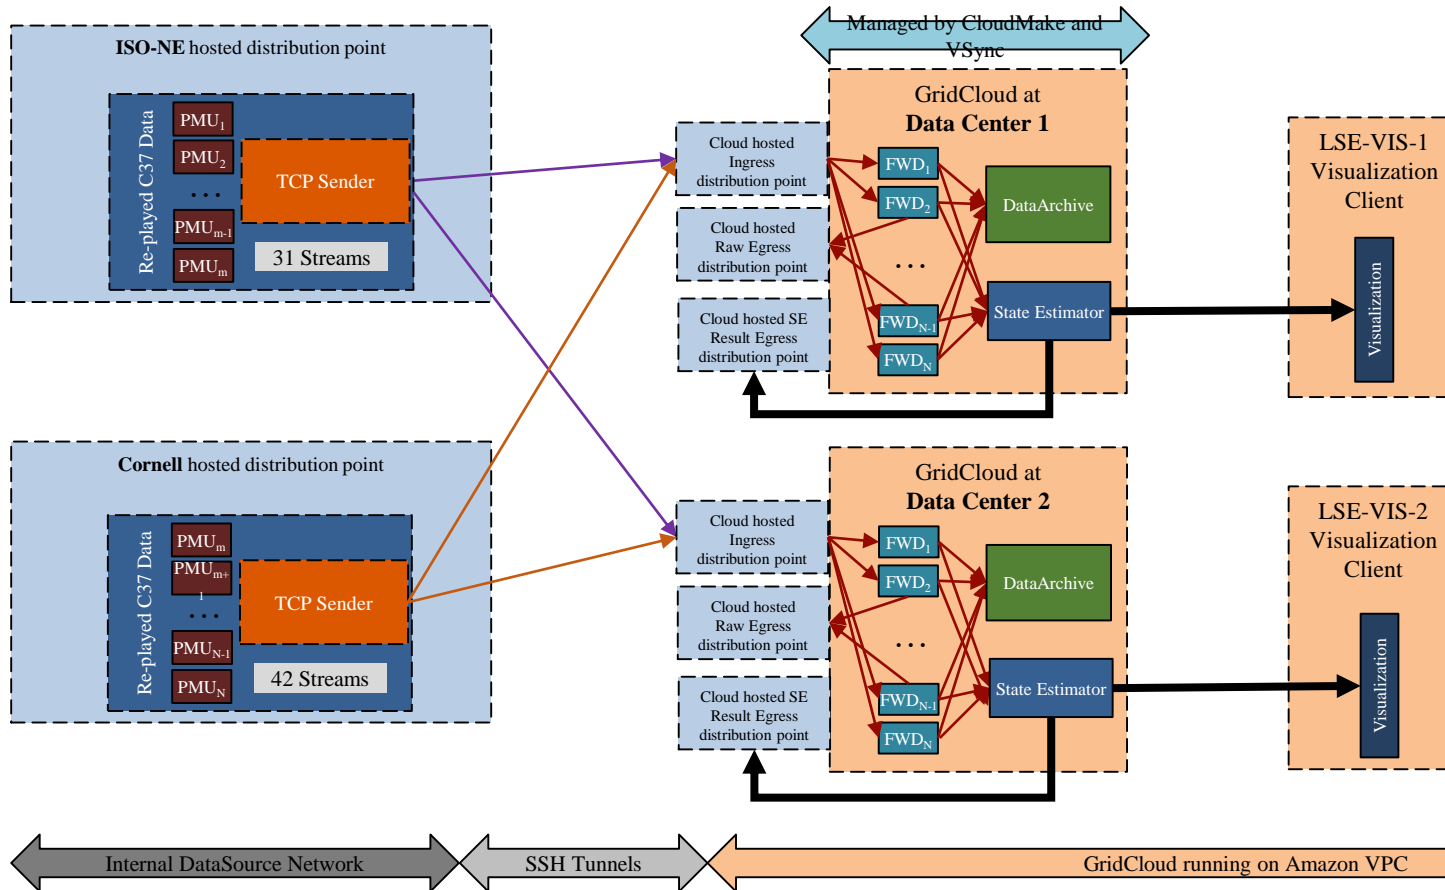 ISO-NE hosted distribution point
Re-played C37 Data
PMU1
PMU2
...
PMUm-1
PMUm
TCP Sender
31 Streams
Cornell hosted distribution point
Re-played C37 Data
PMUm
PMUm+
1
...
PMUN-1
PMUN
TCP Sender
42 Streams
Managed by CloudMake and
VSync
Cloud hosted
Ingress
distribution point
Cloud hosted
Raw Egress
distribution point
Cloud hosted SE
Result Egress
distribution point
GridCloud at
Data Center 1
FWD1
FWD2
...
FWDN-1
FWDN
DataArchive
State Estimator
LSE-VIS-1
Visualization
Client
Visualization
Cloud hosted
Ingress
distribution point
Cloud hosted
Raw Egress
distribution point
Cloud hosted SE
Result Egress
distribution point
GridCloud at
Data Center 2
FWD1
FWD2
...
FWDN-1
FWDN
DataArchive
State Estimator
LSE-VIS-2
Visualization
Client
Visualization
Internal DataSource Network
SSH Tunnels
GridCloud running on Amazon VPC